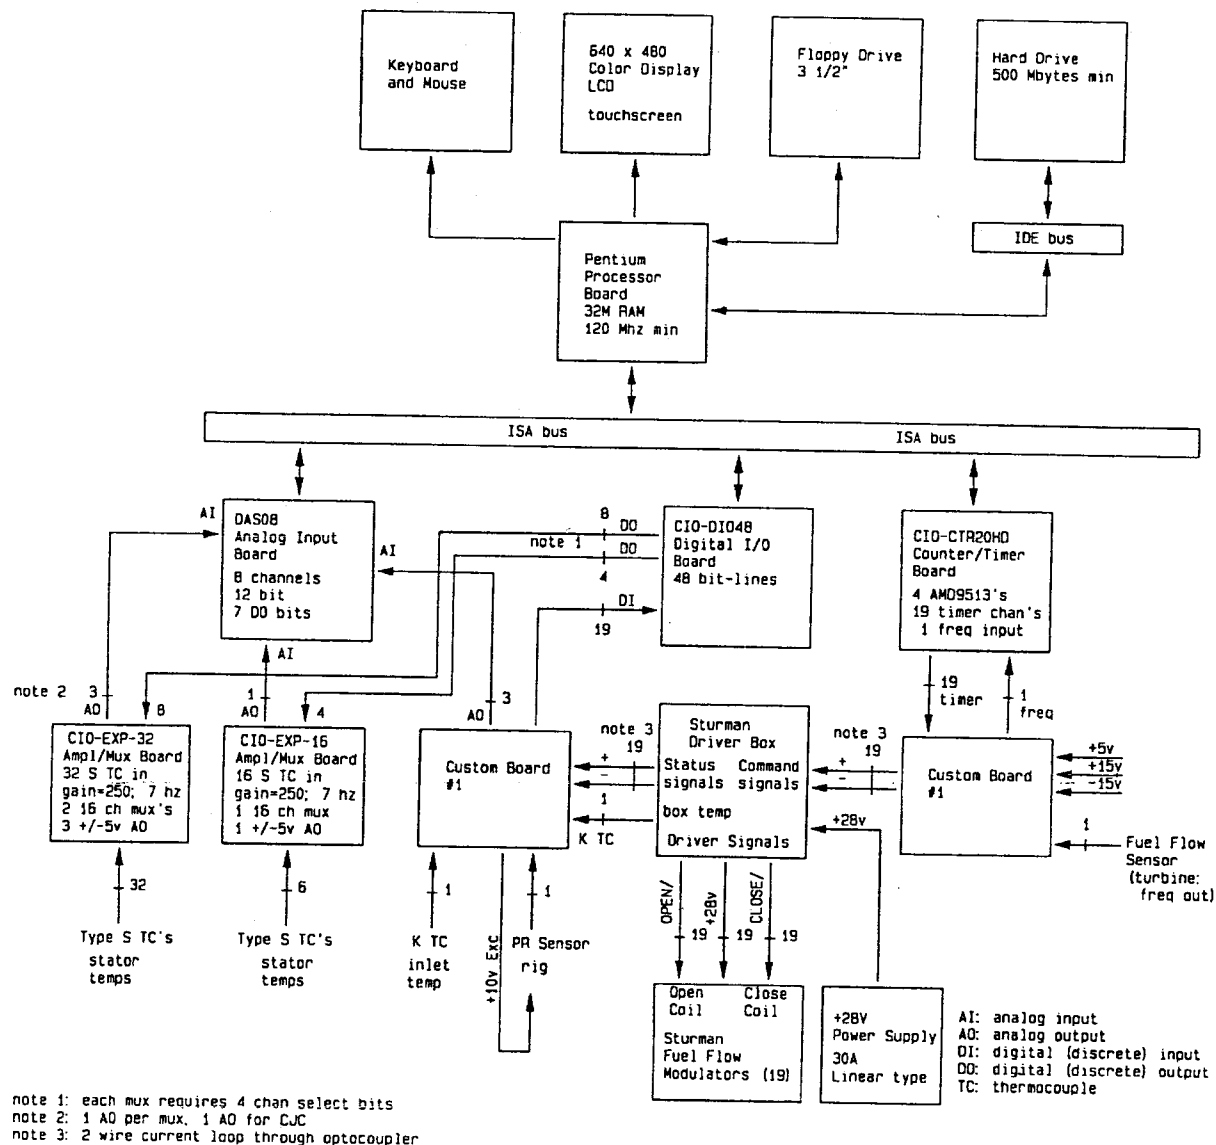 Keyboard
and Mouse
640 x 480
Color Display
LCD
touchscreen
Floppy Drive
3 1/2"
Hard Drive
500 Mbytes min
IDE bus
Pentium
Processor
Board
32M RAM
120 Mhz min
ISA bus
ISA bus
AI
DAS08
Analog Input
Board
8 channels
12 bit
7 DO bits
AI
AI
8
DO
note 1
DO
4
DI
19
CIO-DIO48
Digital I/O
Board
48 bit-lines
CIO-CTR20HD
Counter/Timer
Board
4 AMD9513's
19 timer chan's
1 freq input
note 2
3
AO
8
1
AO
4
3
AO
19
timer
1
freq
CIO-EXP-32
Ampl/Mux Board
32 S TC in
gain=250; 7 hz
2 16 ch mux's
3 +/-5v AO
CIO-EXP-16
Ampl/Mux Board
16 S TC in
gain=250; 7 hz
1 16 ch mux
1 +/-5v AO
Custom Board
#1
note 3
19
+
-
1
K TC
Sturman
Driver Box
Status Command
signals signals
box temp
Driver Signals
note 3
19
+
-
+28v
Custom Board
#1
+5v
+15v
-15v
1
Fuel Flow
Sensor
(turbine;
freq out)
32
Type S TC's
stator
temps
6
Type S TC's
stator
temps
1
K TC
inlet
temp
+10v Exc
1
PR Sensor
rig
OPEN/
19
+28v
19
CLOSE/
19
Open Close
Coil Coil
Sturman
Fuel Flow
Modulators (19)
+28V
Power Supply
30A
Linear type
AI: analog input
AO: analog output
DI: digital (discrete) input
DO: digital (discrete) output
TC: thermocouple
note 1: each mux requires 4 chan select bits
note 2: 1 AO per mux, 1 AO for CJC
note 3: 2 wire current loop through optocoupler